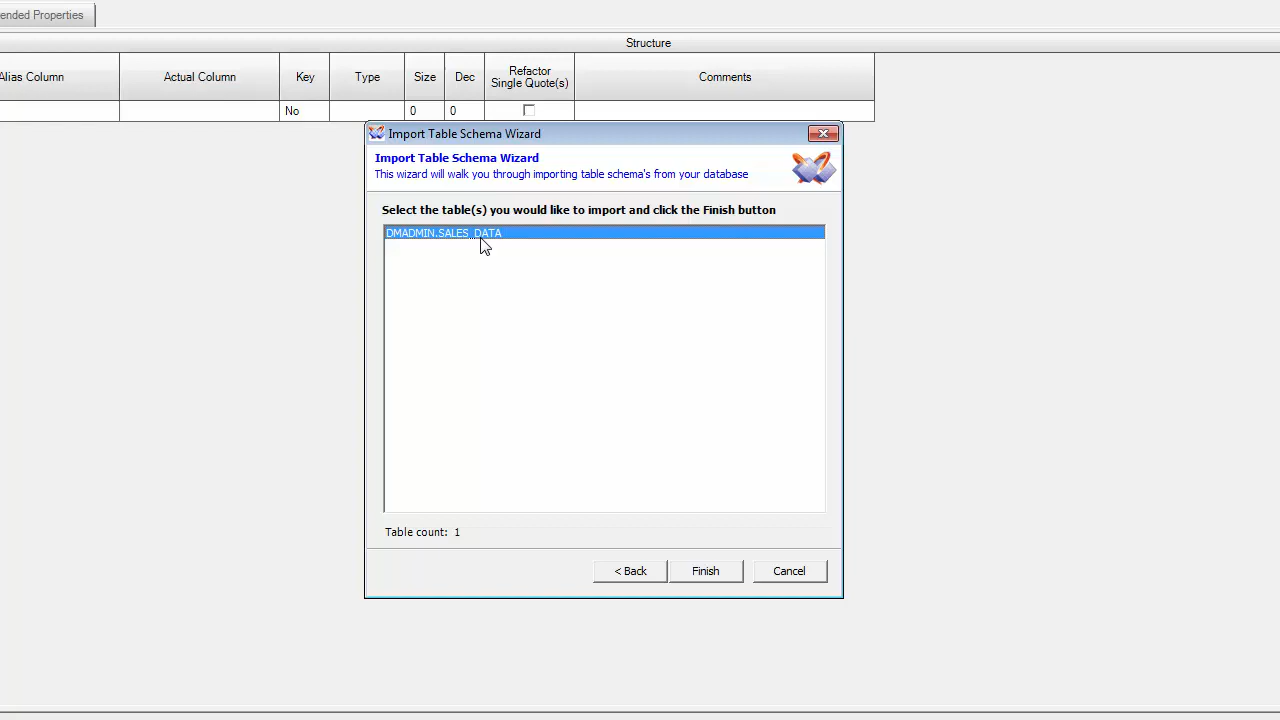 ended Properties
Structure
Alias Column
Actual Column
Key
Type
Size
Dec
Refactor
Single Quote(s)
Comments
No
0
0
Import Table Schema Wizard
Import Table Schema Wizard
This wizard will walk you through importing table schema's from your database
Select the table(s) you would like to import and click the Finish button
DMADMIN.SALES_DATA
Table count: 1
< Back
Finish
Cancel